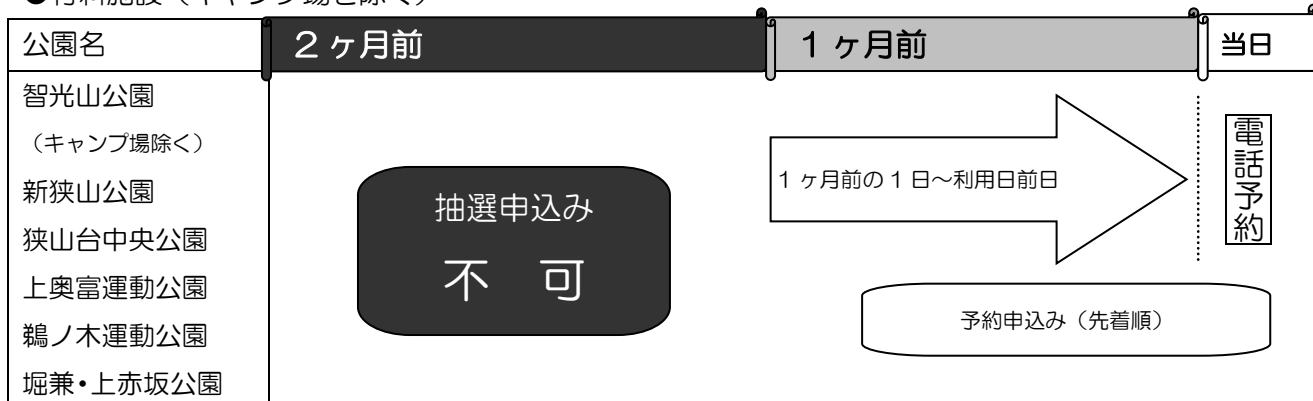 ●有料施設（キャンプ場を除く）
公園名 2ヶ月前 1ヶ月前 当日
智光山公園
（キャンプ場除く）
新狭山公園
狭山台中央公園
上奥富運動公園
鵜ノ木運動公園
堀兼・上赤坂公園
抽選申込み
不 可
1ヶ月前の1日～利用日前日
予約申込み（先着順）
電話予約